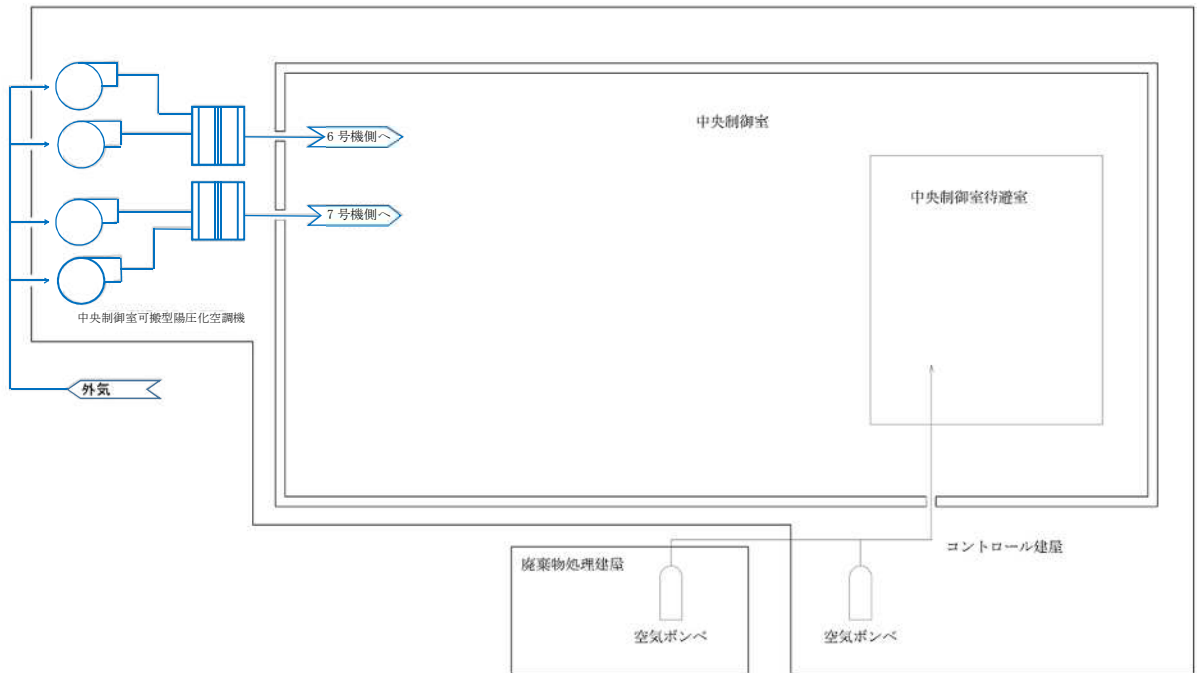 中央制御室
6 号機側へ
中央制御室待避室
7 号機側へ
中央制御室可搬型陽圧化空調機
外気
コントロール建屋
廃棄物処理建屋
空気ボンベ
空気ボンベ